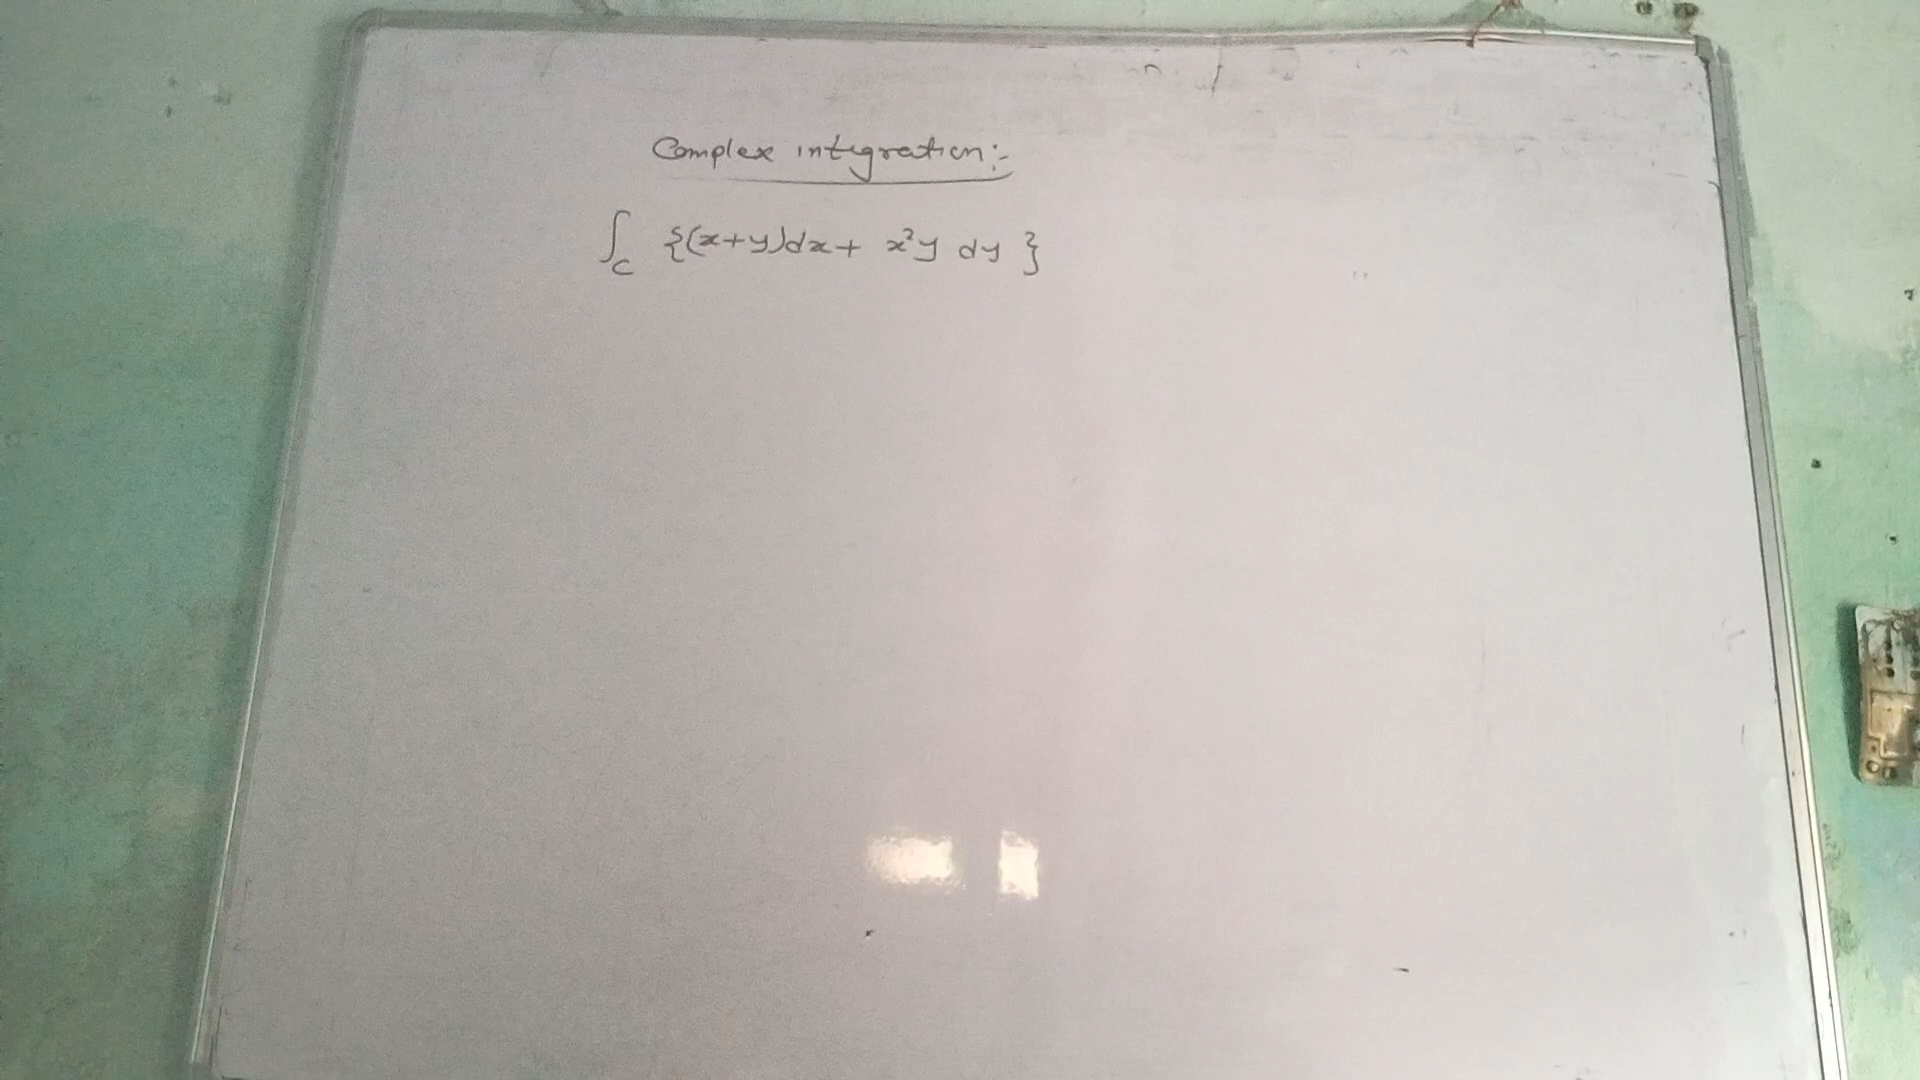 Complex integration:-
∫_C {(x+y)dx + x²y dy }